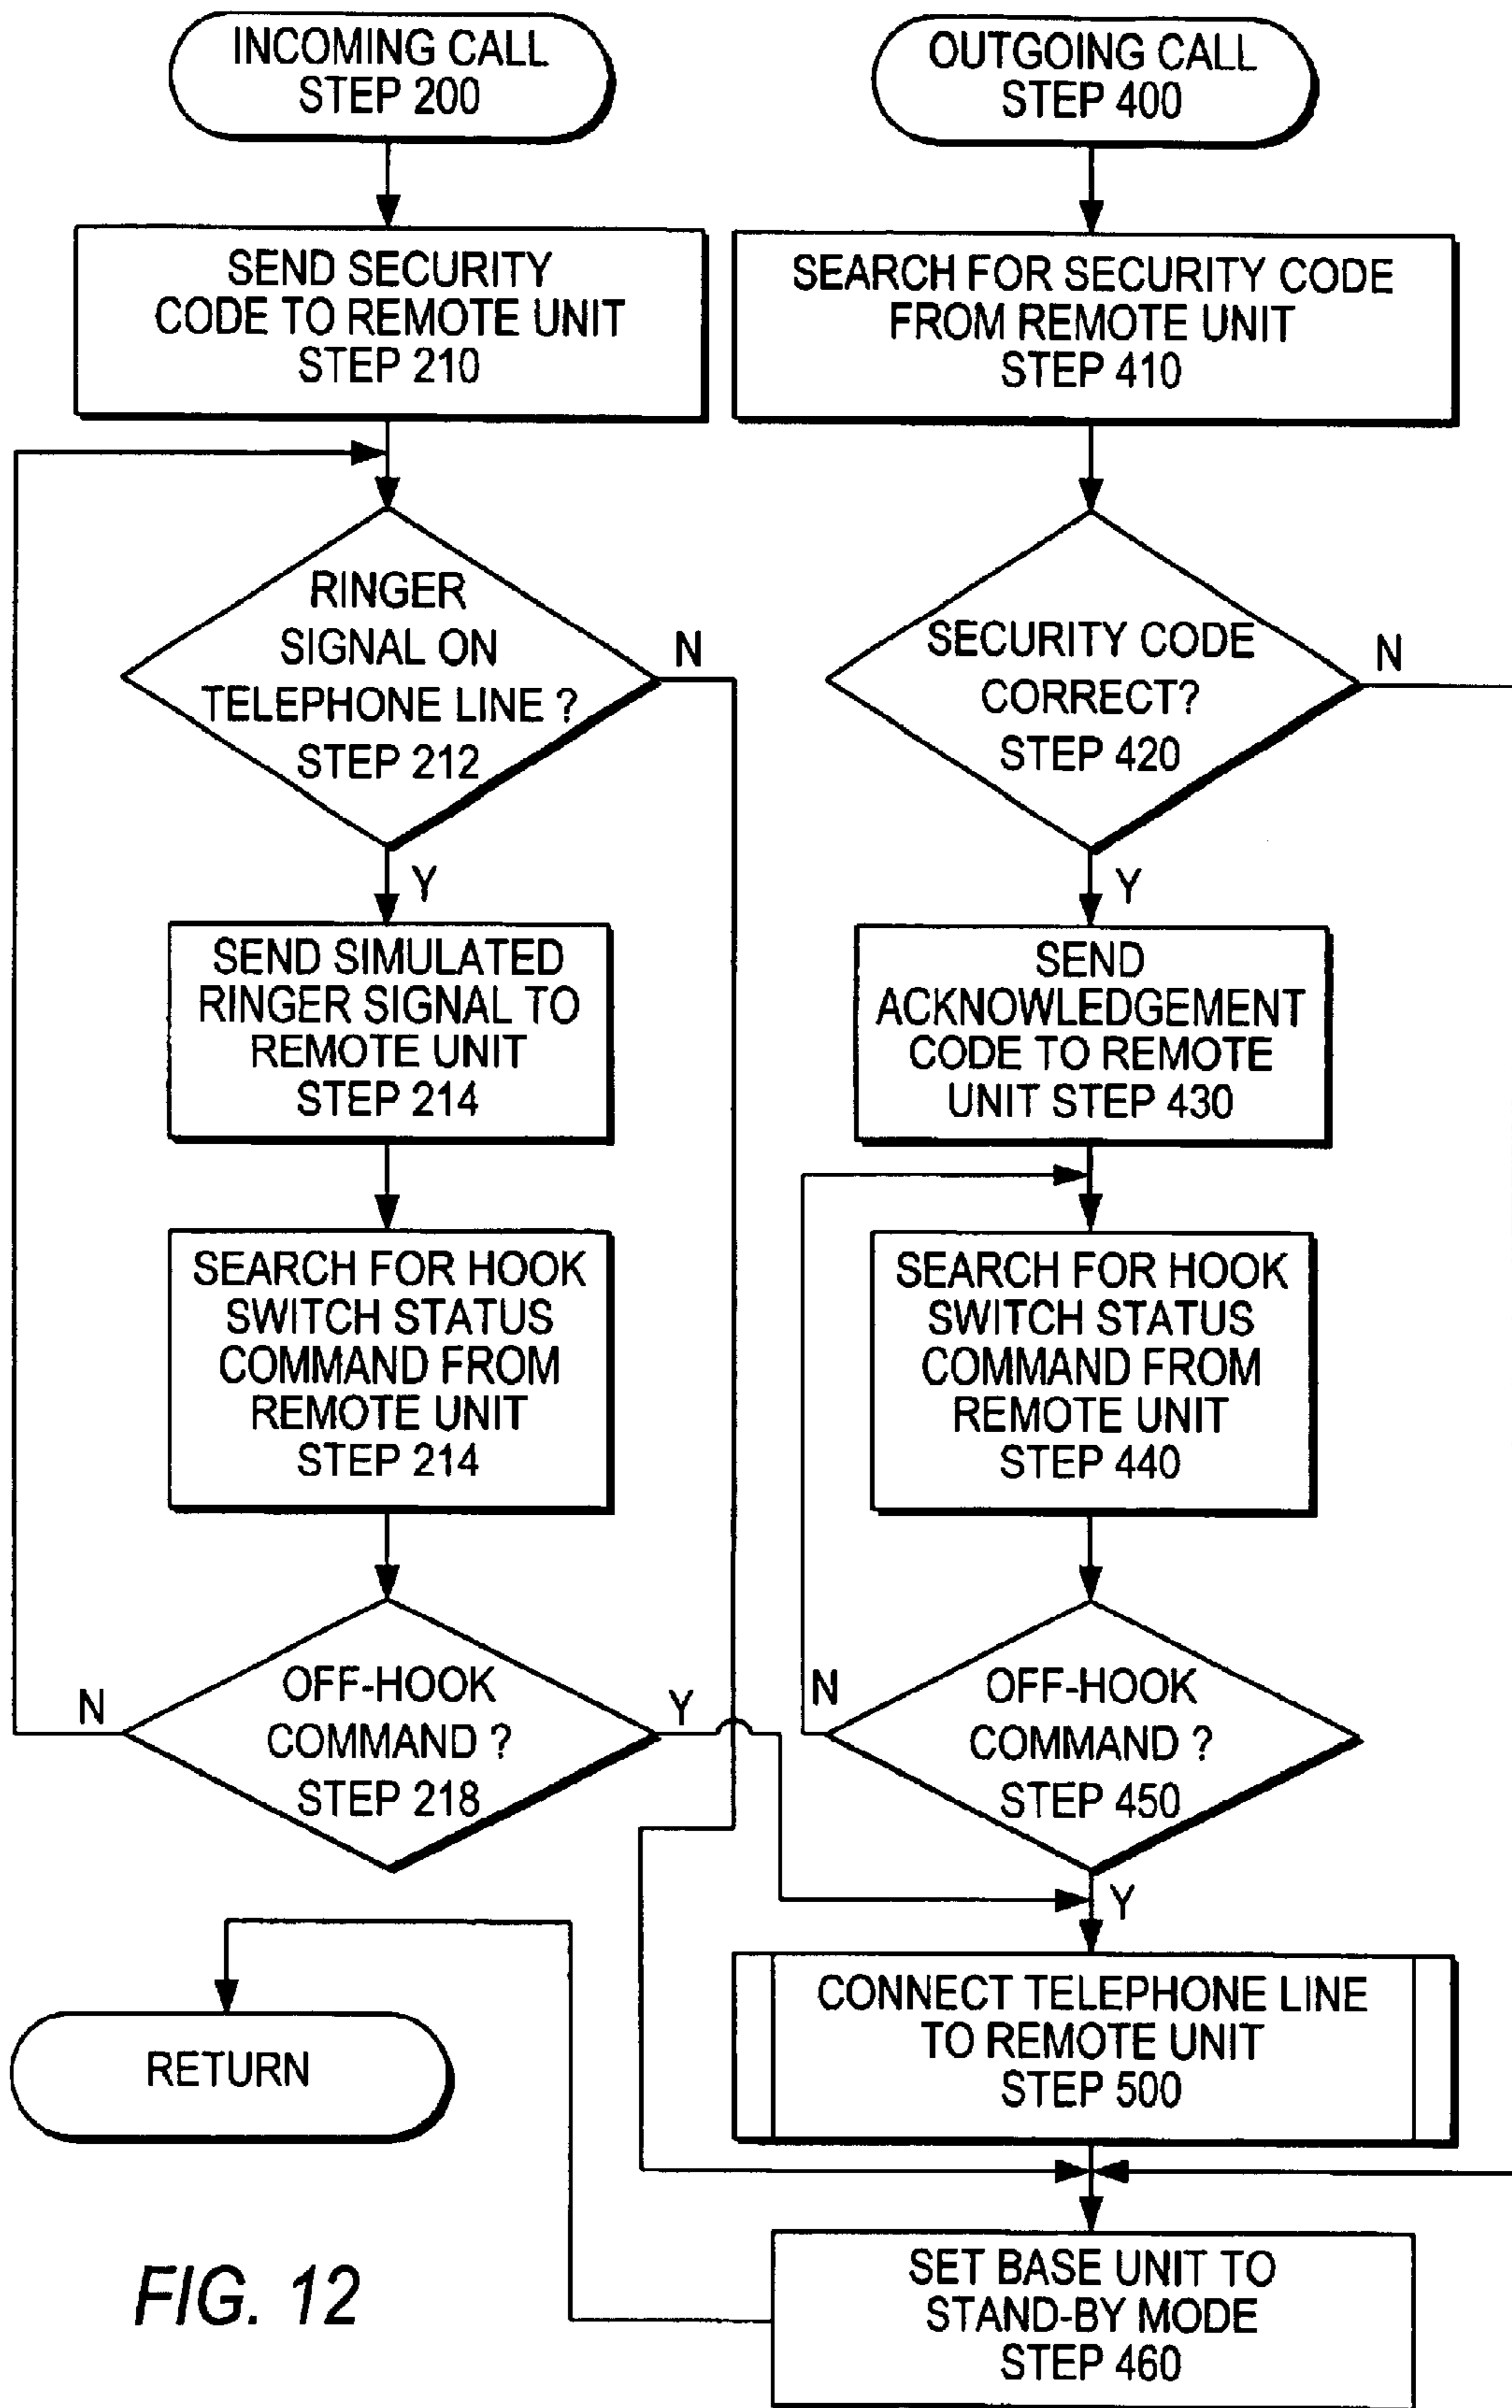 INCOMING CALL
STEP 200
SEND SECURITY
CODE TO REMOTE UNIT
STEP 210
RINGER
SIGNAL ON
TELEPHONE LINE ?
STEP 212
N
Y
SEND SIMULATED
RINGER SIGNAL TO
REMOTE UNIT
STEP 214
SEARCH FOR HOOK
SWITCH STATUS
COMMAND FROM
REMOTE UNIT
STEP 214
OFF-HOOK
COMMAND ?
STEP 218
N
Y
OUTGOING CALL
STEP 400
SEARCH FOR SECURITY CODE
FROM REMOTE UNIT
STEP 410
SECURITY CODE
CORRECT?
STEP 420
N
Y
SEND
ACKNOWLEDGEMENT
CODE TO REMOTE
UNIT STEP 430
SEARCH FOR HOOK
SWITCH STATUS
COMMAND FROM
REMOTE UNIT
STEP 440
OFF-HOOK
COMMAND ?
STEP 450
N
Y
CONNECT TELEPHONE LINE
TO REMOTE UNIT
STEP 500
SET BASE UNIT TO
STAND-BY MODE
STEP 460
RETURN
FIG. 12